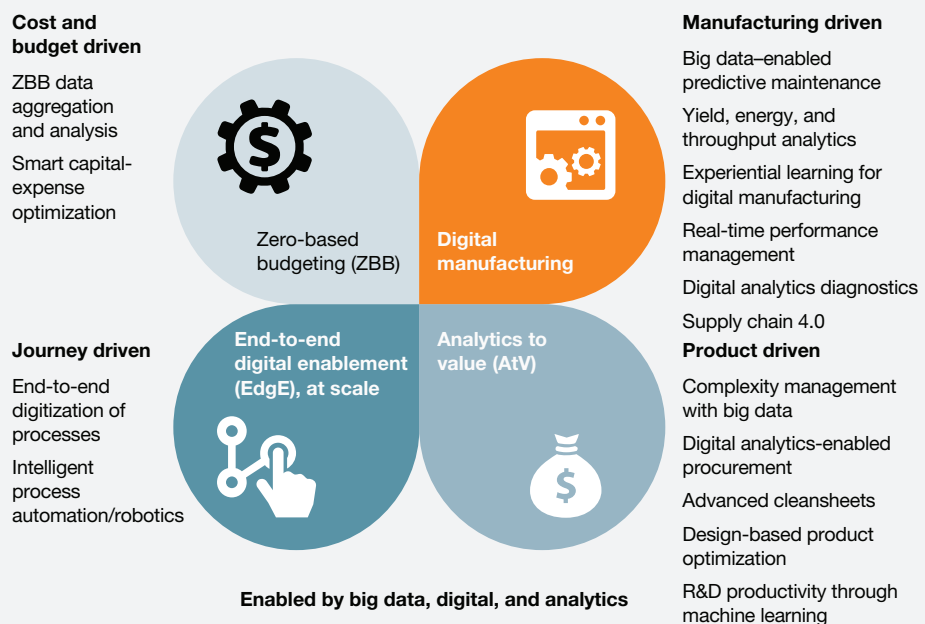 Cost and
budget driven
ZBB data
aggregation
and analysis
Smart capital-
expense
optimization
$
Zero-based
budgeting (ZBB)
Digital
manufacturing
Manufacturing driven
Big data–enabled
predictive maintenance
Yield, energy, and
throughput analytics
Experiential learning for
digital manufacturing
Real-time performance
management
Digital analytics diagnostics
Supply chain 4.0
Journey driven
End-to-end
digitization of
processes
Intelligent
process
automation/robotics
End-to-end
digital enablement
(EdgE), at scale
Analytics to
value (AtV)
$
Product driven
Complexity management
with big data
Digital analytics-enabled
procurement
Advanced cleansheets
Design-based product
optimization
R&D productivity through
machine learning
Enabled by big data, digital, and analytics